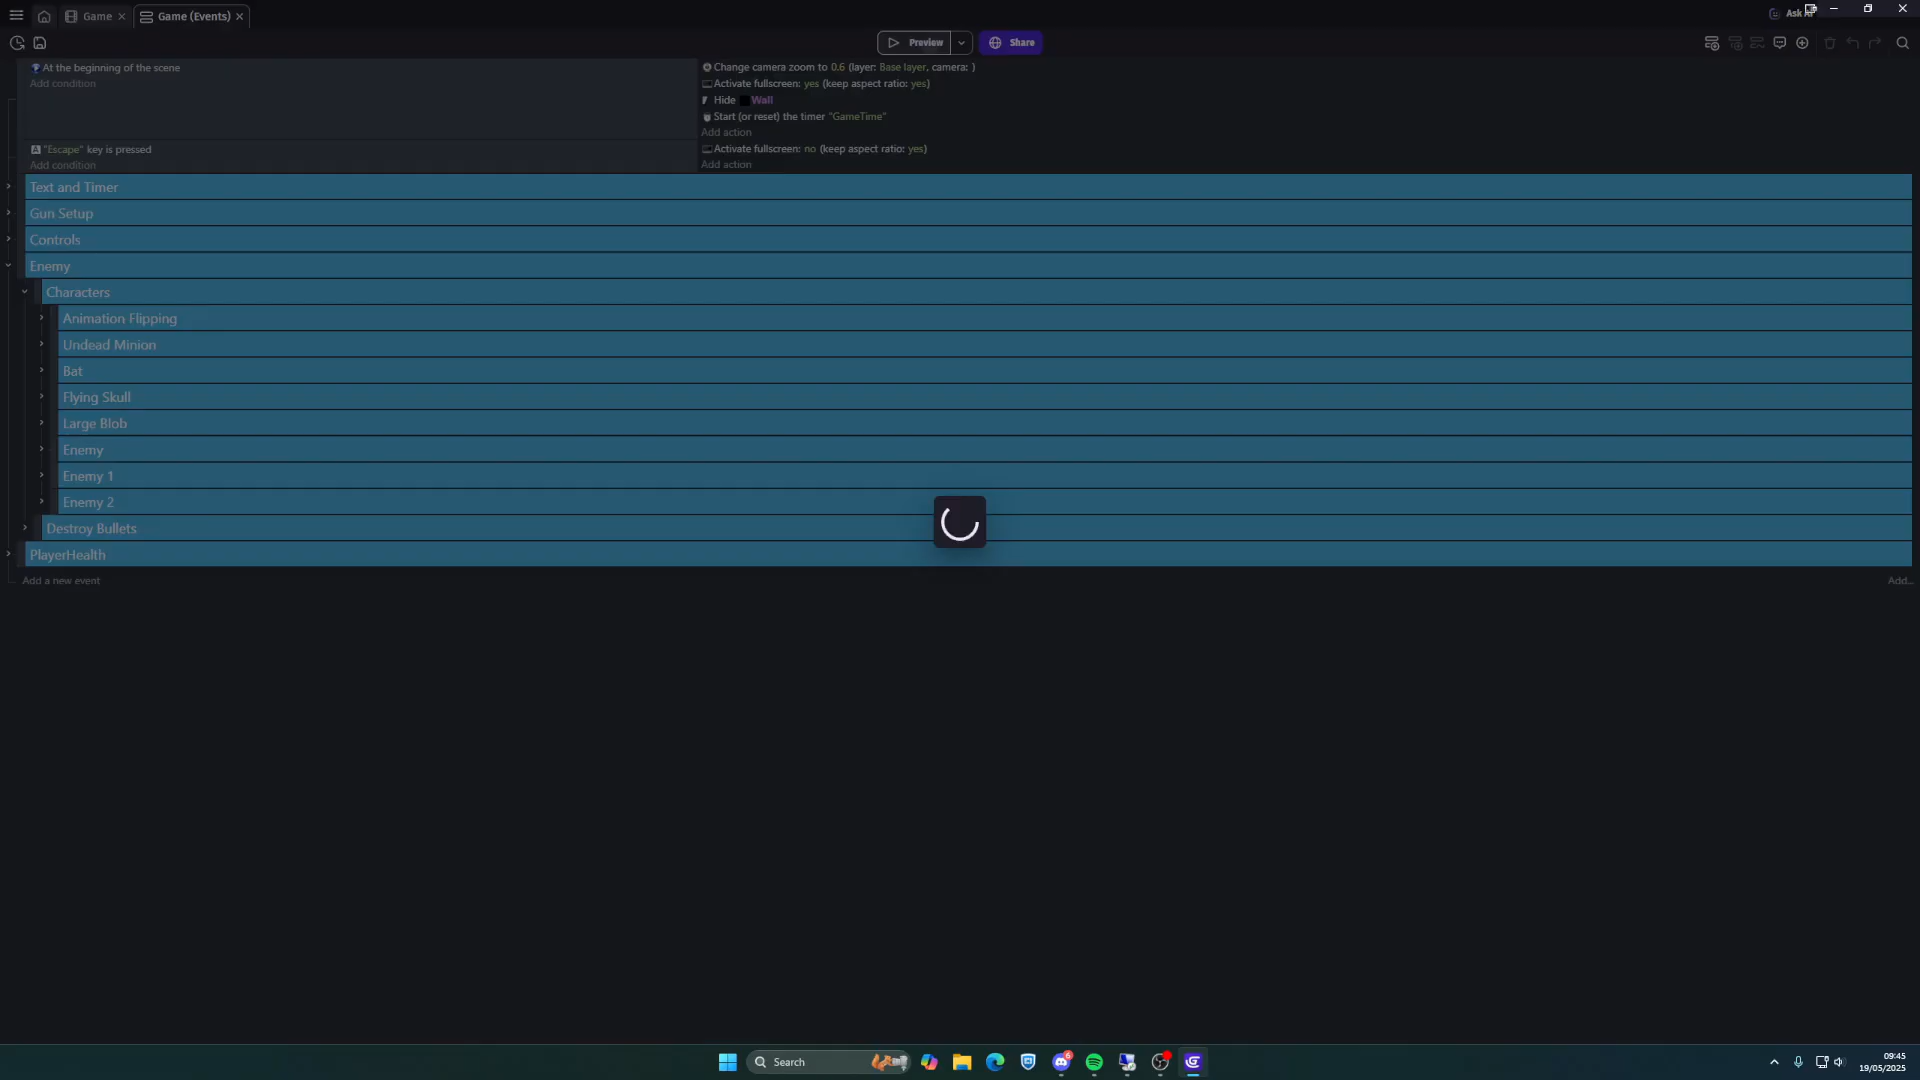 Game
Game (Events)
Ask AI
Preview
Share
At the beginning of the scene
Add condition
Change camera zoom to 0.6 (layer: Base layer, camera: )
Activate fullscreen: yes (keep aspect ratio: yes)
Hide Wall
Start (or reset) the timer "GameTime"
Add action
"Escape" key is pressed
Add condition
Activate fullscreen: no (keep aspect ratio: yes)
Add action
Text and Timer
Gun Setup
Controls
Enemy
Characters
Animation Flipping
Undead Minion
Bat
Flying Skull
Large Blob
Enemy
Enemy 1
Enemy 2
Destroy Bullets
PlayerHealth
Add a new event
Add...
Search
6
09:45
19/05/2025